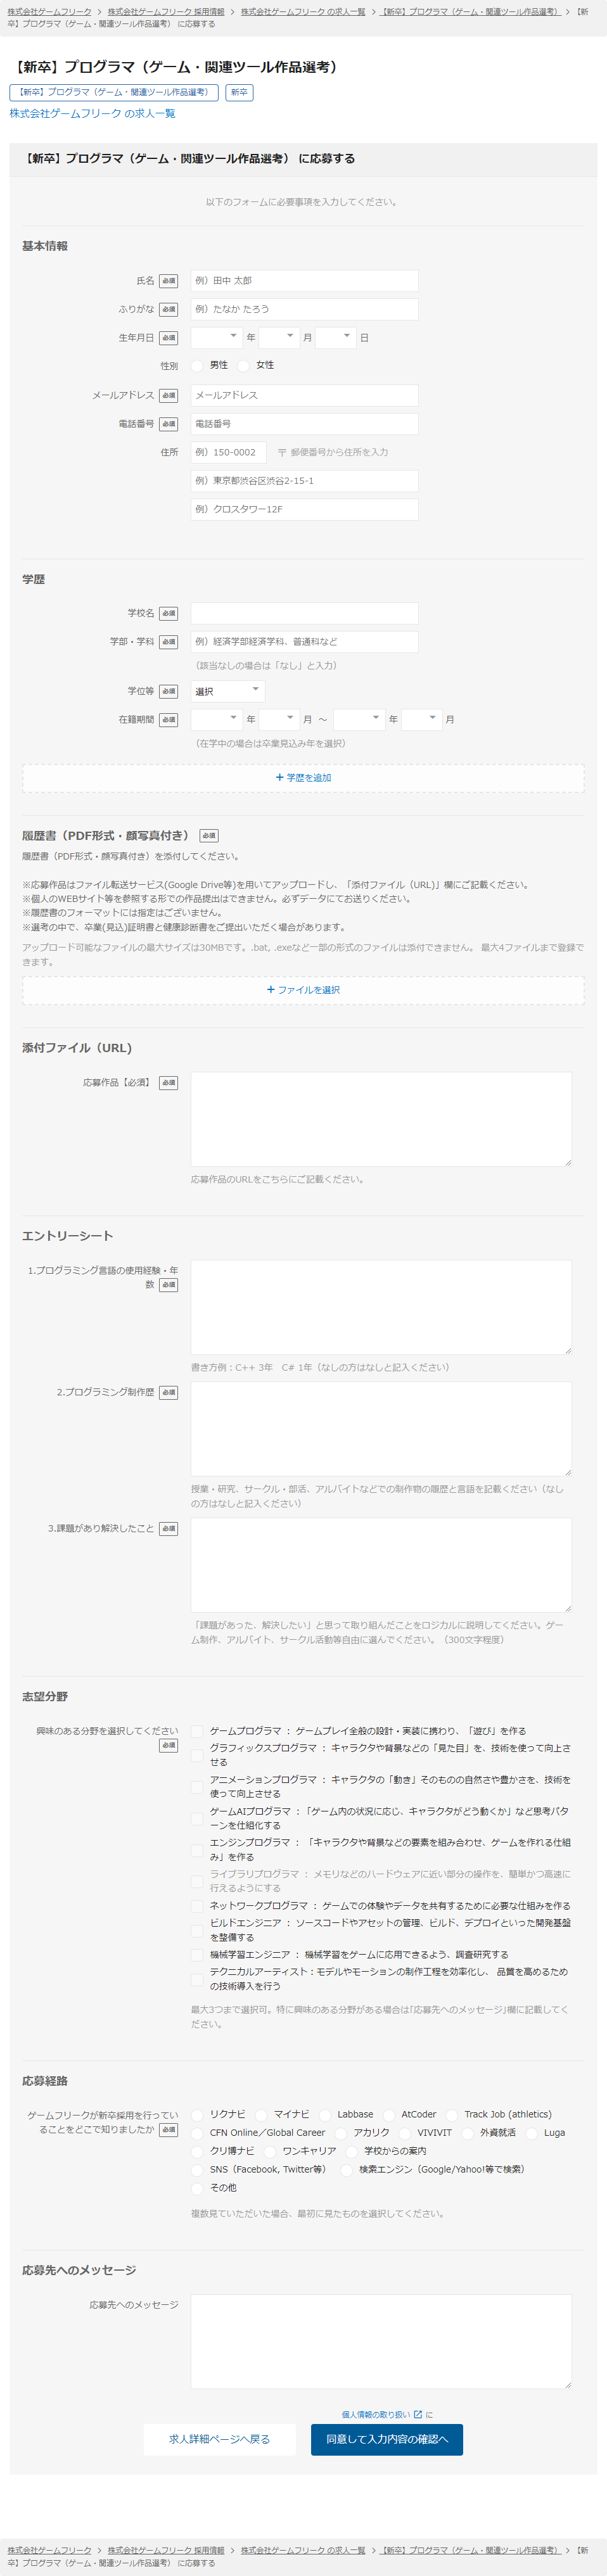 株式会社ゲームフリーク > 株式会社ゲームフリーク 採用情報 > 株式会社ゲームフリーク の求人一覧 > 【新卒】プログラマ（ゲーム・関連ツール作品選考） > 【新
卒】プログラマ（ゲーム・関連ツール作品選考） に応募する
【新卒】プログラマ（ゲーム・関連ツール作品選考）
【新卒】プログラマ（ゲーム・関連ツール作品選考） 新卒
株式会社ゲームフリーク の求人一覧
【新卒】プログラマ（ゲーム・関連ツール作品選考） に応募する
以下のフォームに必要事項を入力してください。
基本情報
氏名 必須 例）田中 太郎
ふりがな 必須 例）たなか たろう
生年月日 必須 年 月 日
性別 男性 女性
メールアドレス 必須 メールアドレス
電話番号 必須 電話番号
住所 例）150-0002 〒 郵便番号から住所を入力
例）東京都渋谷区渋谷2-15-1
例）クロスタワー12F
学歴
学校名 必須
学部・学科 必須 例）経済学部経済学科、普通科など
（該当なしの場合は「なし」と入力）
学位等 必須 選択
在籍期間 必須 年 月 ～ 年 月
（在学中の場合は卒業見込み年を選択）
+ 学歴を追加
履歴書（PDF形式・顔写真付き） 必須
履歴書（PDF形式・顔写真付き）を添付してください。
※応募作品はファイル転送サービス(Google Drive等)を用いてアップロードし、「添付ファイル（URL)」欄にご記載ください。
※個人のWEBサイト等を参照する形での作品提出はできません。必ずデータにてお送りください。
※履歴書のフォーマットには指定はございません。
※選考の中で、卒業(見込)証明書と健康診断書をご提出いただく場合があります。
アップロード可能なファイルの最大サイズは30MBです。.bat, .exeなど一部の形式のファイルは添付できません。 最大4ファイルまで登録で
きます。
+ ファイルを選択
添付ファイル（URL)
応募作品【必須】 必須
応募作品のURLをこちらにご記載ください。
エントリーシート
1.プログラミング言語の使用経験・年
数 必須
書き方例：C++ 3年　C# 1年（なしの方はなしと記入ください）
2.プログラミング制作歴 必須
授業・研究、サークル・部活、アルバイトなどでの制作物の履歴と言語を記載ください（なし
の方はなしと記入ください）
3.課題があり解決したこと 必須
「課題があった、解決したい」と思って取り組んだことをロジカルに説明してください。ゲー
ム制作、アルバイト、サークル活動等自由に選んでください。（300文字程度）
志望分野
興味のある分野を選択してください
必須
ゲームプログラマ ： ゲームプレイ全般の設計・実装に携わり、「遊び」を作る
グラフィックスプログラマ ： キャラクタや背景などの「見た目」を、技術を使って向上さ
せる
アニメーションプログラマ ： キャラクタの「動き」そのものの自然さや豊かさを、技術を
使って向上させる
ゲームAIプログラマ ：「ゲーム内の状況に応じ、キャラクタがどう動くか」など思考パタ
ーンを仕組化する
エンジンプログラマ ： 「キャラクタや背景などの要素を組み合わせ、ゲームを作れる仕組
み」を作る
ライブラリプログラマ ： メモリなどのハードウェアに近い部分の操作を、簡単かつ高速に
行えるようにする
ネットワークプログラマ ： ゲームでの体験やデータを共有するために必要な仕組みを作る
ビルドエンジニア ： ソースコードやアセットの管理、ビルド、デプロイといった開発基盤
を整備する
機械学習エンジニア ： 機械学習をゲームに応用できるよう、調査研究する
テクニカルアーティスト：モデルやモーションの制作工程を効率化し、 品質を高めるため
の技術導入を行う
最大3つまで選択可。特に興味のある分野がある場合は｢応募先へのメッセージ｣欄に記載してく
ださい。
応募経路
ゲームフリークが新卒採用を行ってい
ることをどこで知りましたか 必須
リクナビ マイナビ Labbase AtCoder Track Job (athletics)
CFN Online／Global Career アカリク VIVIVIT 外資就活 Luga
クリ博ナビ ワンキャリア 学校からの案内
SNS（Facebook, Twitter等） 検索エンジン（Google/Yahoo!等で検索）
その他
複数見ていただいた場合、最初に見たものを選択してください。
応募先へのメッセージ
応募先へのメッセージ
個人情報の取り扱い に
求人詳細ページへ戻る 同意して入力内容の確認へ
株式会社ゲームフリーク > 株式会社ゲームフリーク 採用情報 > 株式会社ゲームフリーク の求人一覧 > 【新卒】プログラマ（ゲーム・関連ツール作品選考） > 【新
卒】プログラマ（ゲーム・関連ツール作品選考） に応募する